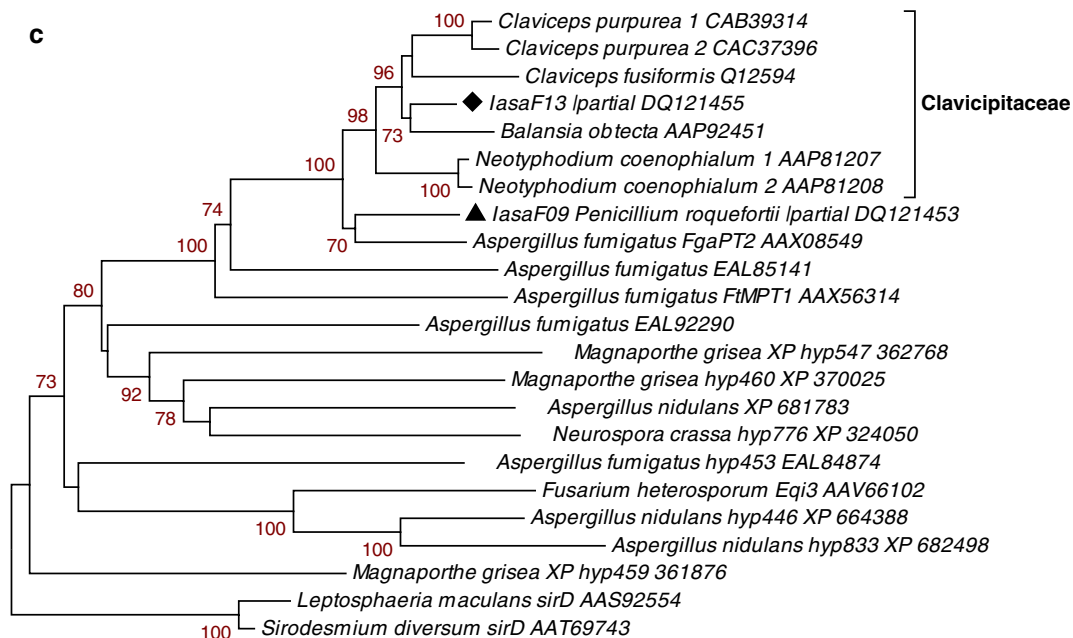 c
100
Claviceps purpurea 1 CAB39314
Claviceps purpurea 2 CAC37396
96
Claviceps fusiformis Q12594
IasaF13 |partial DQ121455
Clavicipitaceae
98
73
Balansia obtecta AAP92451
100
Neotyphodium coenophialum 1 AAP81207
100
Neotyphodium coenophialum 2 AAP81208
74
IasaF09 Penicillium roquefortii |partial DQ121453
100
70
Aspergillus fumigatus FgaPT2 AAX08549
Aspergillus fumigatus EAL85141
80
Aspergillus fumigatus FtMPT1 AAX56314
Aspergillus fumigatus EAL92290
Magnaporthe grisea XP hyp547 362768
73
92
Magnaporthe grisea hyp460 XP 370025
78
Aspergillus nidulans XP 681783
Neurospora crassa hyp776 XP 324050
Aspergillus fumigatus hyp453 EAL84874
Fusarium heterosporum Eqi3 AAV66102
100
Aspergillus nidulans hyp446 XP 664388
100
Aspergillus nidulans hyp833 XP 682498
Magnaporthe grisea XP hyp459 361876
Leptosphaeria maculans sirD AAS92554
100
Sirodesmium diversum sirD AAT69743